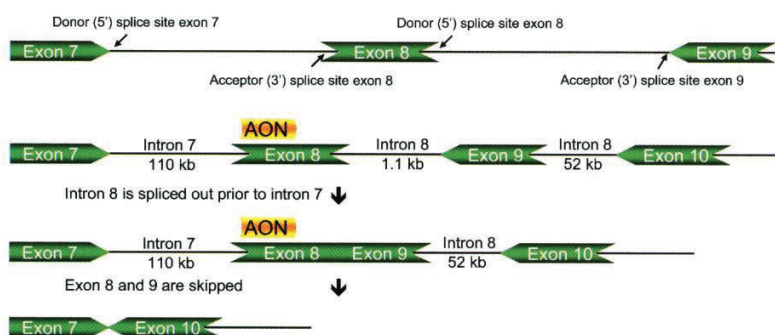 Donor (5') splice site exon 7
Donor (5') splice site exon 8
Exon 7
Exon 8
Exon 9
Acceptor (3') splice site exon 8
Acceptor (3') splice site exon 9
AON
Intron 7
Intron 8
Intron 8
Exon 7
Exon 8
Exon 9
Exon 10
110 kb
1.1 kb
52 kb
Intron 8 is spliced out prior to intron 7
AON
Intron 7
Intron 8
Exon 7
Exon 8
Exon 9
Exon 10
110 kb
52 kb
Exon 8 and 9 are skipped
Exon 7
Exon 10